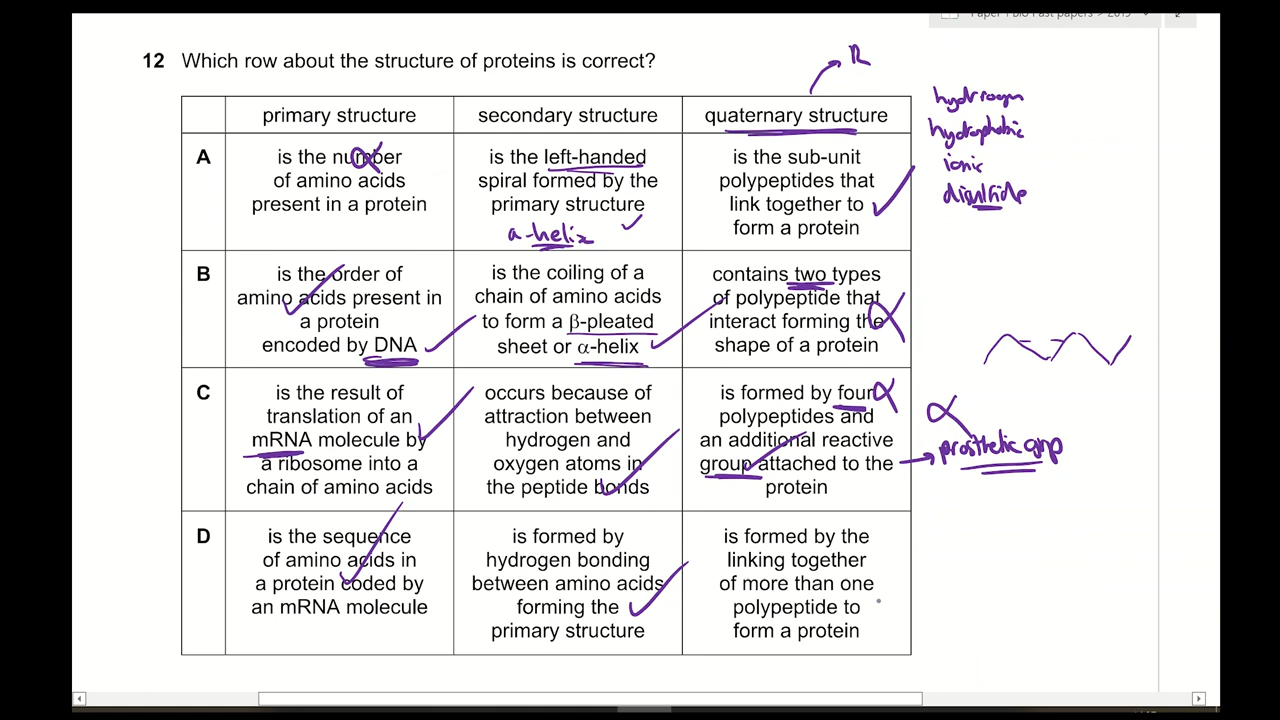 Paper 1 Bio Past papers > 2019
12 Which row about the structure of proteins is correct?
R
primary structure
secondary structure
quaternary structure
hydrogen
hydrophobic
ionic
disulfide
A
is the number
of amino acids
present in a protein
is the left-handed
spiral formed by the
primary structure
α-helix
is the sub-unit
polypeptides that
link together to
form a protein
B
is the order of
amino acids present in
a protein
encoded by DNA
is the coiling of a
chain of amino acids
to form a β-pleated
sheet or α-helix
contains two types
of polypeptide that
interact forming the
shape of a protein
C
is the result of
translation of an
mRNA molecule by
a ribosome into a
chain of amino acids
occurs because of
attraction between
hydrogen and
oxygen atoms in
the peptide bonds
is formed by four
polypeptides and
an additional reactive
group attached to the
protein
prosthetic group
D
is the sequence
of amino acids in
a protein coded by
an mRNA molecule
is formed by
hydrogen bonding
between amino acids
forming the
primary structure
is formed by the
linking together
of more than one
polypeptide to
form a protein